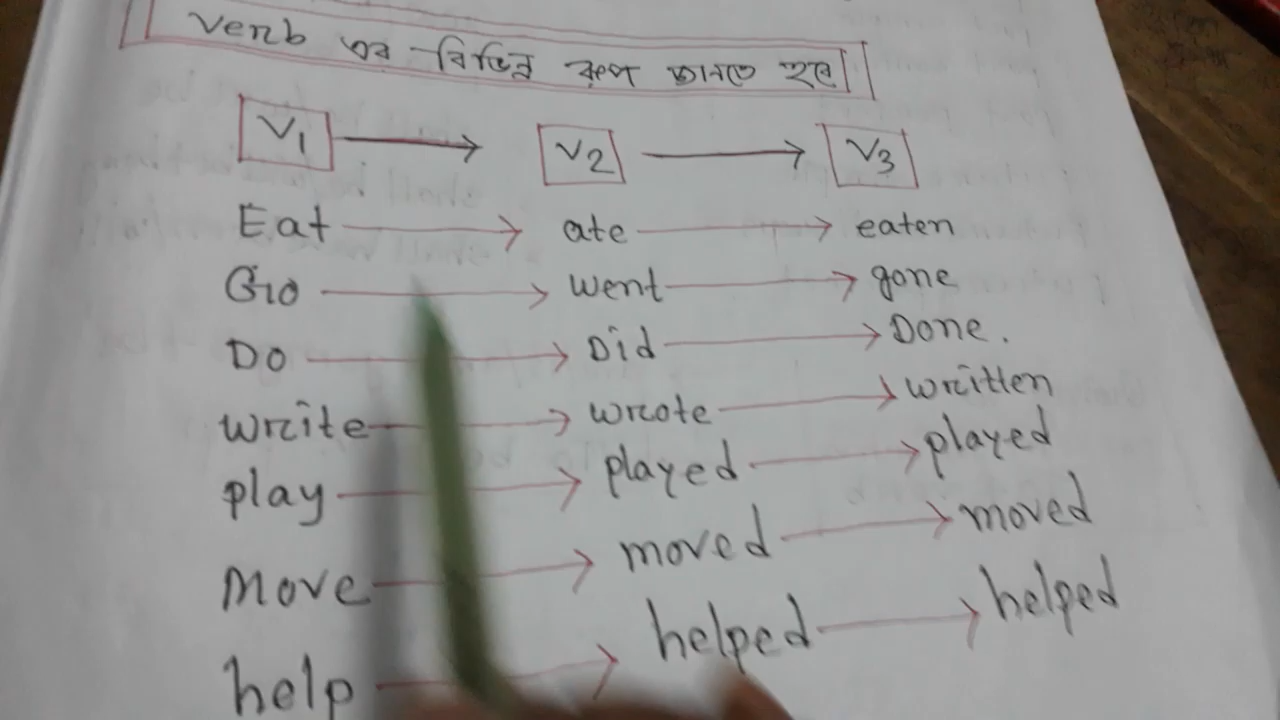 Verb এর বিভিন্ন রুপ জানতে হবে
V1 → V2 → V3
Eat → ate → eaten
Go → went → gone
Do → Did → Done.
write → wrote → written
play → played → played
Move → moved → moved
help → helped → helped